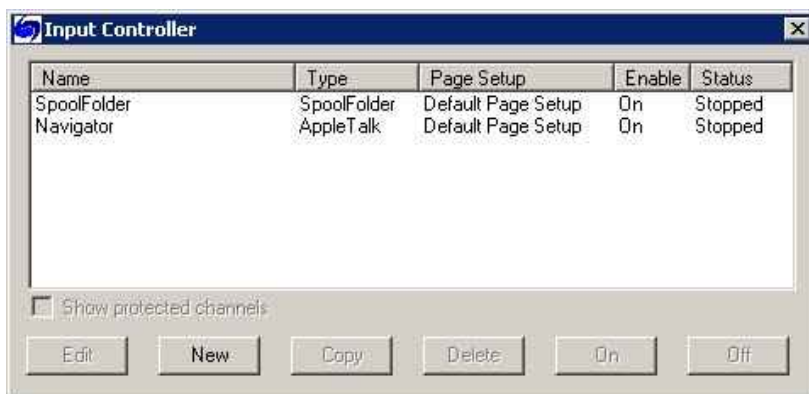 Input Controller
Name Type Page Setup Enable Status
SpoolFolder SpoolFolder Default Page Setup On Stopped
Navigator AppleTalk Default Page Setup On Stopped
Show protected channels
Edit New Copy Delete On Off